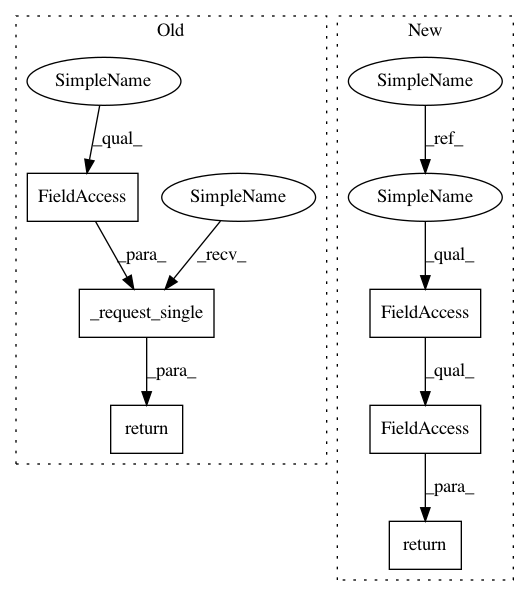 Old
New
SimpleName
SimpleName
_qual_
_ref_
FieldAccess
SimpleName
SimpleName
_para_
_recv_
_qual_
_request_single
FieldAccess
_para_
_qual_
return
FieldAccess
_para_
return